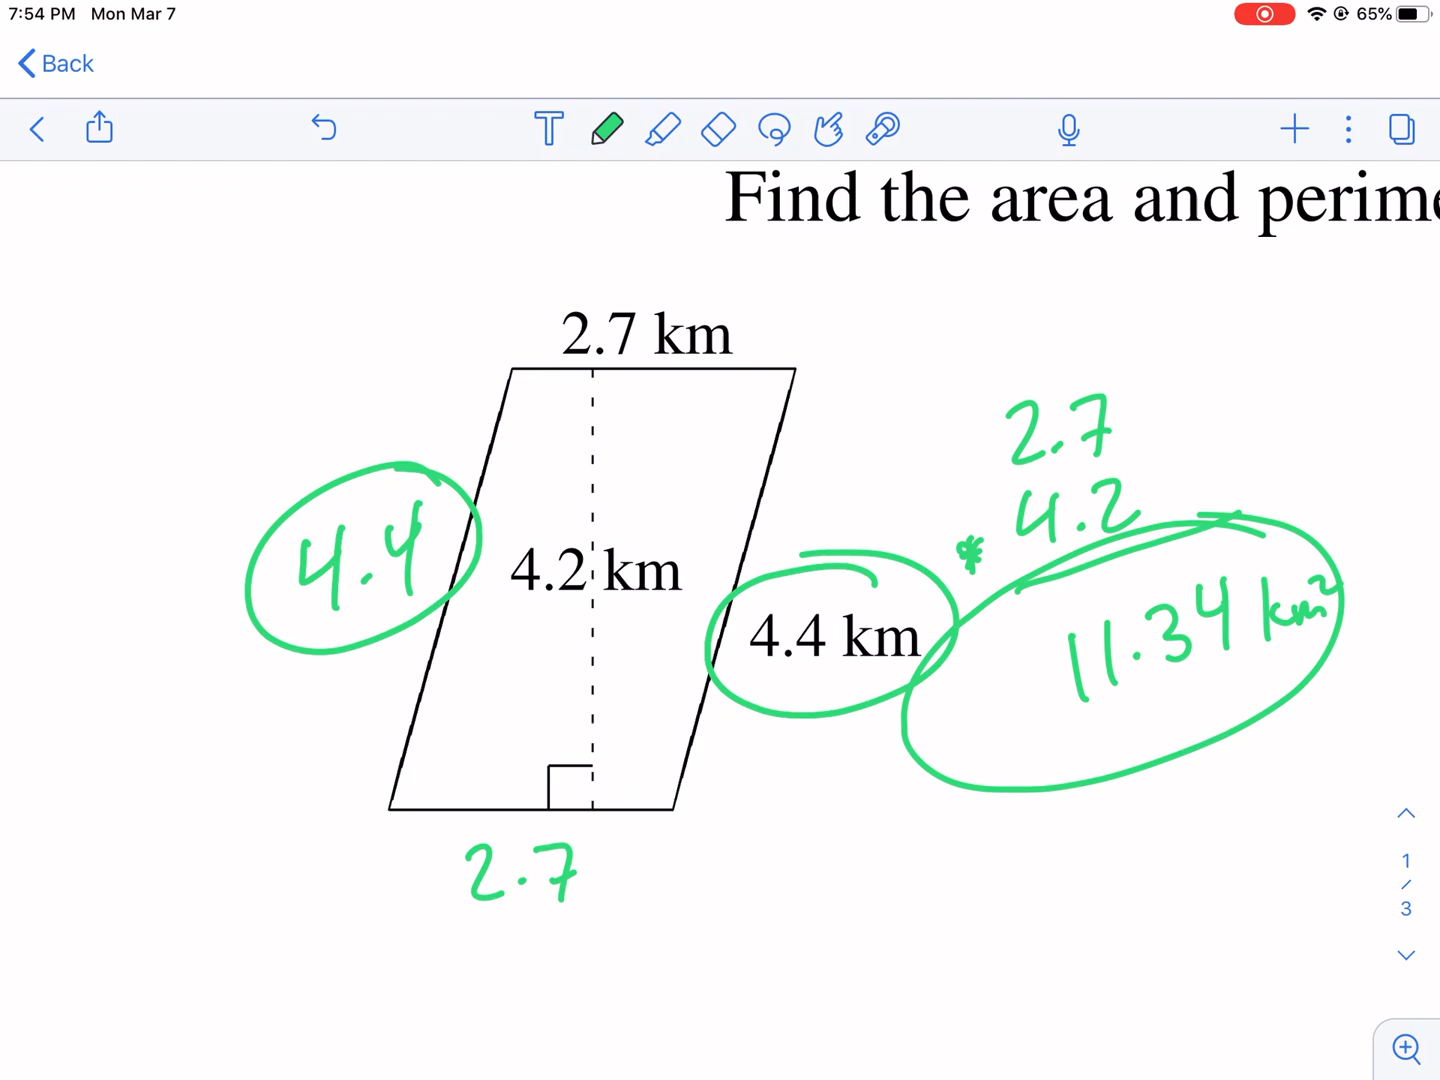 7:54 PM Mon Mar 7
65%
Back
T
Find the area and perime
2.7 km
2.7
4.2
*
4.4
4.2 km
4.4 km
11.34 km²
2.7
1
/
3